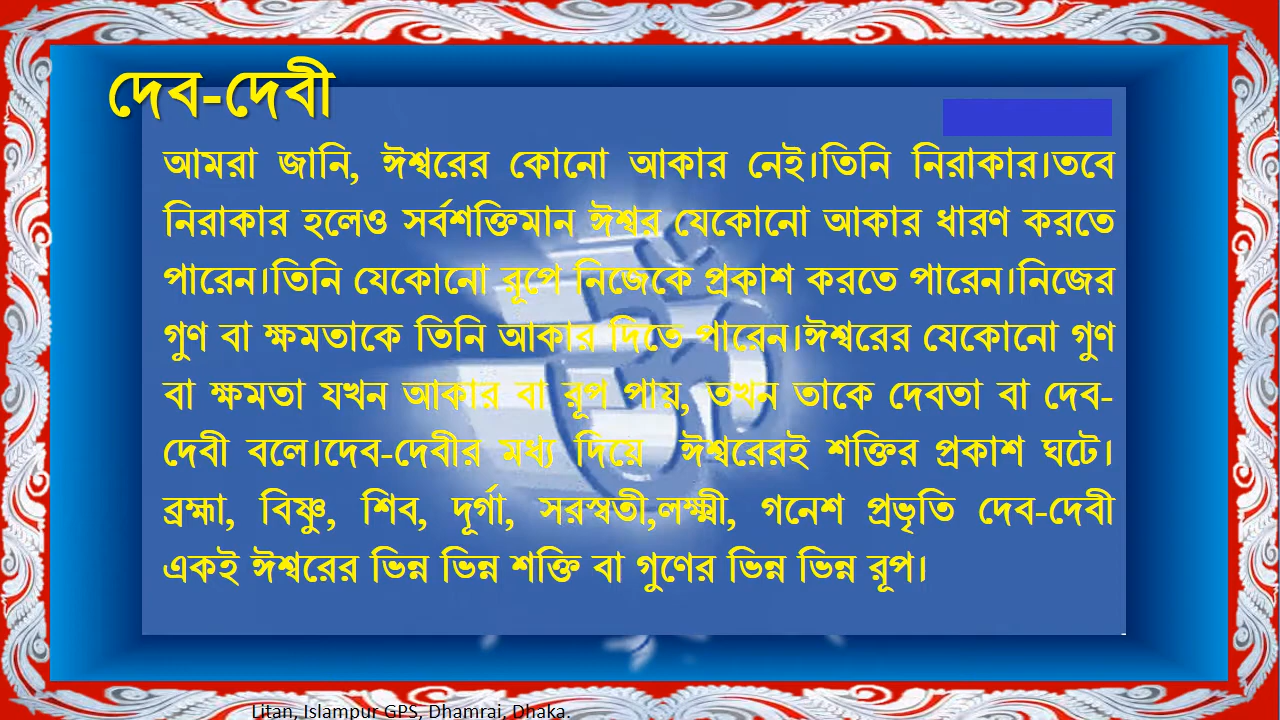 দেব-দেবী
আমরা জানি, ঈশ্বরের কোনো আকার নেই।তিনি নিরাকার।তবে
নিরাকার হলেও সর্বশক্তিমান ঈশ্বর যেকোনো আকার ধারণ করতে
পারেন।তিনি যেকোনো রূপে নিজেকে প্রকাশ করতে পারেন।নিজের
গুণ বা ক্ষমতাকে তিনি আকার দিতে পারেন।ঈশ্বরের যেকোনো গুণ
বা ক্ষমতা যখন আকার বা রূপ পায়, তখন তাকে দেবতা বা দেব-
দেবী বলে।দেব-দেবীর মধ্য দিয়ে ঈশ্বরেরই শক্তির প্রকাশ ঘটে।
ব্রহ্মা, বিষ্ণু, শিব, দূর্গা, সরস্বতী,লক্ষ্মী, গনেশ প্রভৃতি দেব-দেবী
একই ঈশ্বরের ভিন্ন ভিন্ন শক্তি বা গুণের ভিন্ন ভিন্ন রূপ।
Litan, Islampur GPS, Dhamrai, Dhaka.